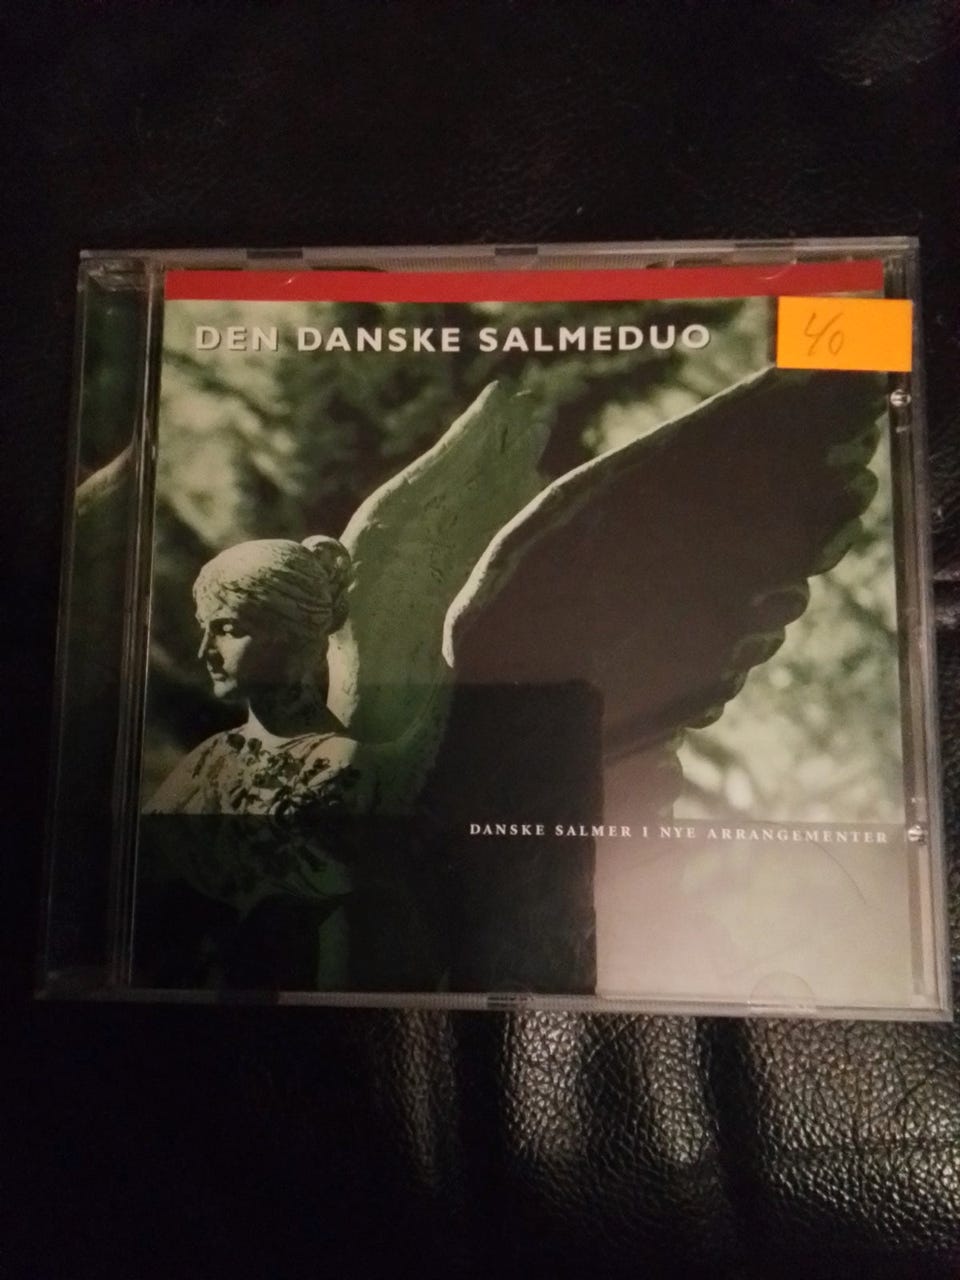 DEN DANSKE SALMEDUO
40
DANSKE SALMER I NYE ARRANGEMENTER